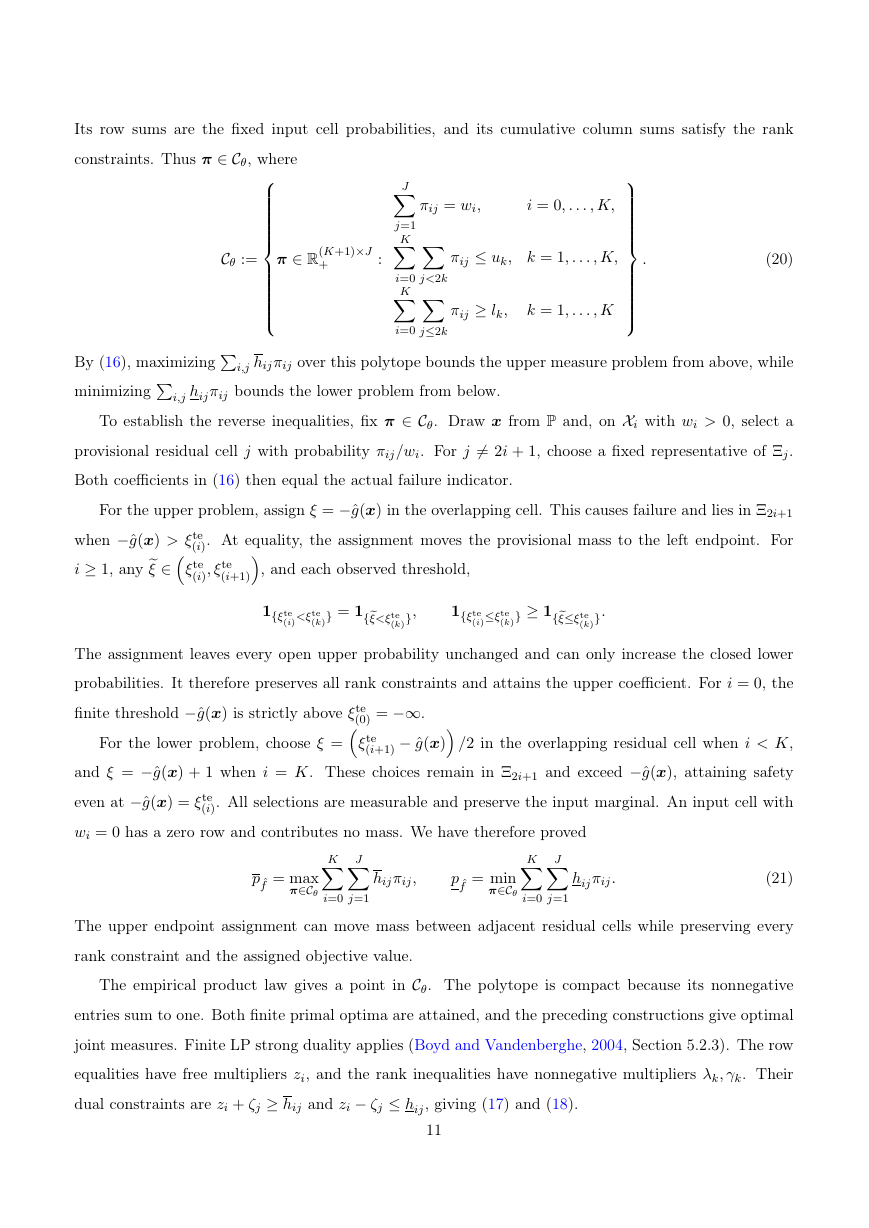 Its row sums are the fixed input cell probabilities, and its cumulative column sums satisfy the rank
constraints. Thus π ∈ 𝒞_θ, where
𝒞_θ := { π ∈ ℝ_+^{(K+1)×J} : ∑_{j=1}^{J} π_{ij} = w_i, i = 0, . . . , K,
∑_{i=0}^{K} ∑_{j<2k} π_{ij} ≤ u_k, k = 1, . . . , K,
∑_{i=0}^{K} ∑_{j≤2k} π_{ij} ≥ l_k, k = 1, . . . , K } . (20)
By (16), maximizing ∑_{i,j} \overline{h}_{ij}π_{ij} over this polytope bounds the upper measure problem from above, while
minimizing ∑_{i,j} \underline{h}_{ij}π_{ij} bounds the lower problem from below.
To establish the reverse inequalities, fix π ∈ 𝒞_θ. Draw x from ℙ and, on 𝒳_i with w_i > 0, select a
provisional residual cell j with probability π_{ij}/w_i. For j ≠ 2i + 1, choose a fixed representative of Ξ_j.
Both coefficients in (16) then equal the actual failure indicator.
For the upper problem, assign ξ = −ĝ(x) in the overlapping cell. This causes failure and lies in Ξ_{2i+1}
when −ĝ(x) > ξ^{te}_{(i)}. At equality, the assignment moves the provisional mass to the left endpoint. For
i ≥ 1, any \widetilde{ξ} ∈ (ξ^{te}_{(i)}, ξ^{te}_{(i+1)}), and each observed threshold,
1_{{ξ^{te}_{(i)}<ξ^{te}_{(k)}}} = 1_{{\widetilde{ξ}<ξ^{te}_{(k)}}}, 1_{{ξ^{te}_{(i)}≤ξ^{te}_{(k)}}} ≥ 1_{{\widetilde{ξ}≤ξ^{te}_{(k)}}}.
The assignment leaves every open upper probability unchanged and can only increase the closed lower
probabilities. It therefore preserves all rank constraints and attains the upper coefficient. For i = 0, the
finite threshold −ĝ(x) is strictly above ξ^{te}_{(0)} = −∞.
For the lower problem, choose ξ = (ξ^{te}_{(i+1)} − ĝ(x)) /2 in the overlapping residual cell when i < K,
and ξ = −ĝ(x) + 1 when i = K. These choices remain in Ξ_{2i+1} and exceed −ĝ(x), attaining safety
even at −ĝ(x) = ξ^{te}_{(i)}. All selections are measurable and preserve the input marginal. An input cell with
w_i = 0 has a zero row and contributes no mass. We have therefore proved
\overline{p}_{\hat{f}} = max_{π∈𝒞_θ} ∑_{i=0}^{K} ∑_{j=1}^{J} \overline{h}_{ij}π_{ij}, \underline{p}_{\hat{f}} = min_{π∈𝒞_θ} ∑_{i=0}^{K} ∑_{j=1}^{J} \underline{h}_{ij}π_{ij}. (21)
The upper endpoint assignment can move mass between adjacent residual cells while preserving every
rank constraint and the assigned objective value.
The empirical product law gives a point in 𝒞_θ. The polytope is compact because its nonnegative
entries sum to one. Both finite primal optima are attained, and the preceding constructions give optimal
joint measures. Finite LP strong duality applies (Boyd and Vandenberghe, 2004, Section 5.2.3). The row
equalities have free multipliers z_i, and the rank inequalities have nonnegative multipliers λ_k, γ_k. Their
dual constraints are z_i + ζ_j ≥ \overline{h}_{ij} and z_i − ζ_j ≤ \underline{h}_{ij}, giving (17) and (18).
11